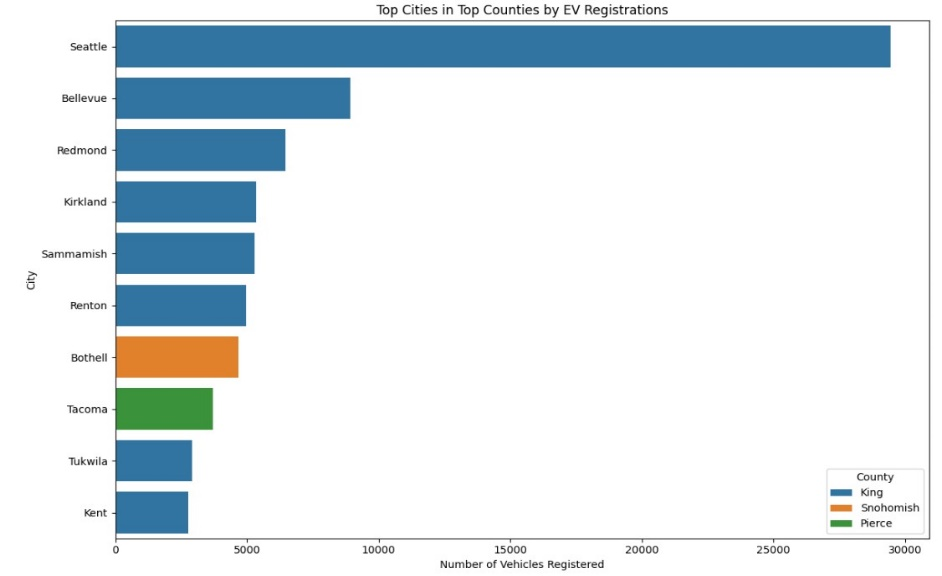 Top Cities in Top Counties by EV Registrations
Seattle
Bellevue
Redmond
Kirkland
Sammamish
Renton
Bothell
Tacoma
Tukwila
Kent
City
County
King
Snohomish
Pierce
0 5000 10000 15000 20000 25000 30000
Number of Vehicles Registered